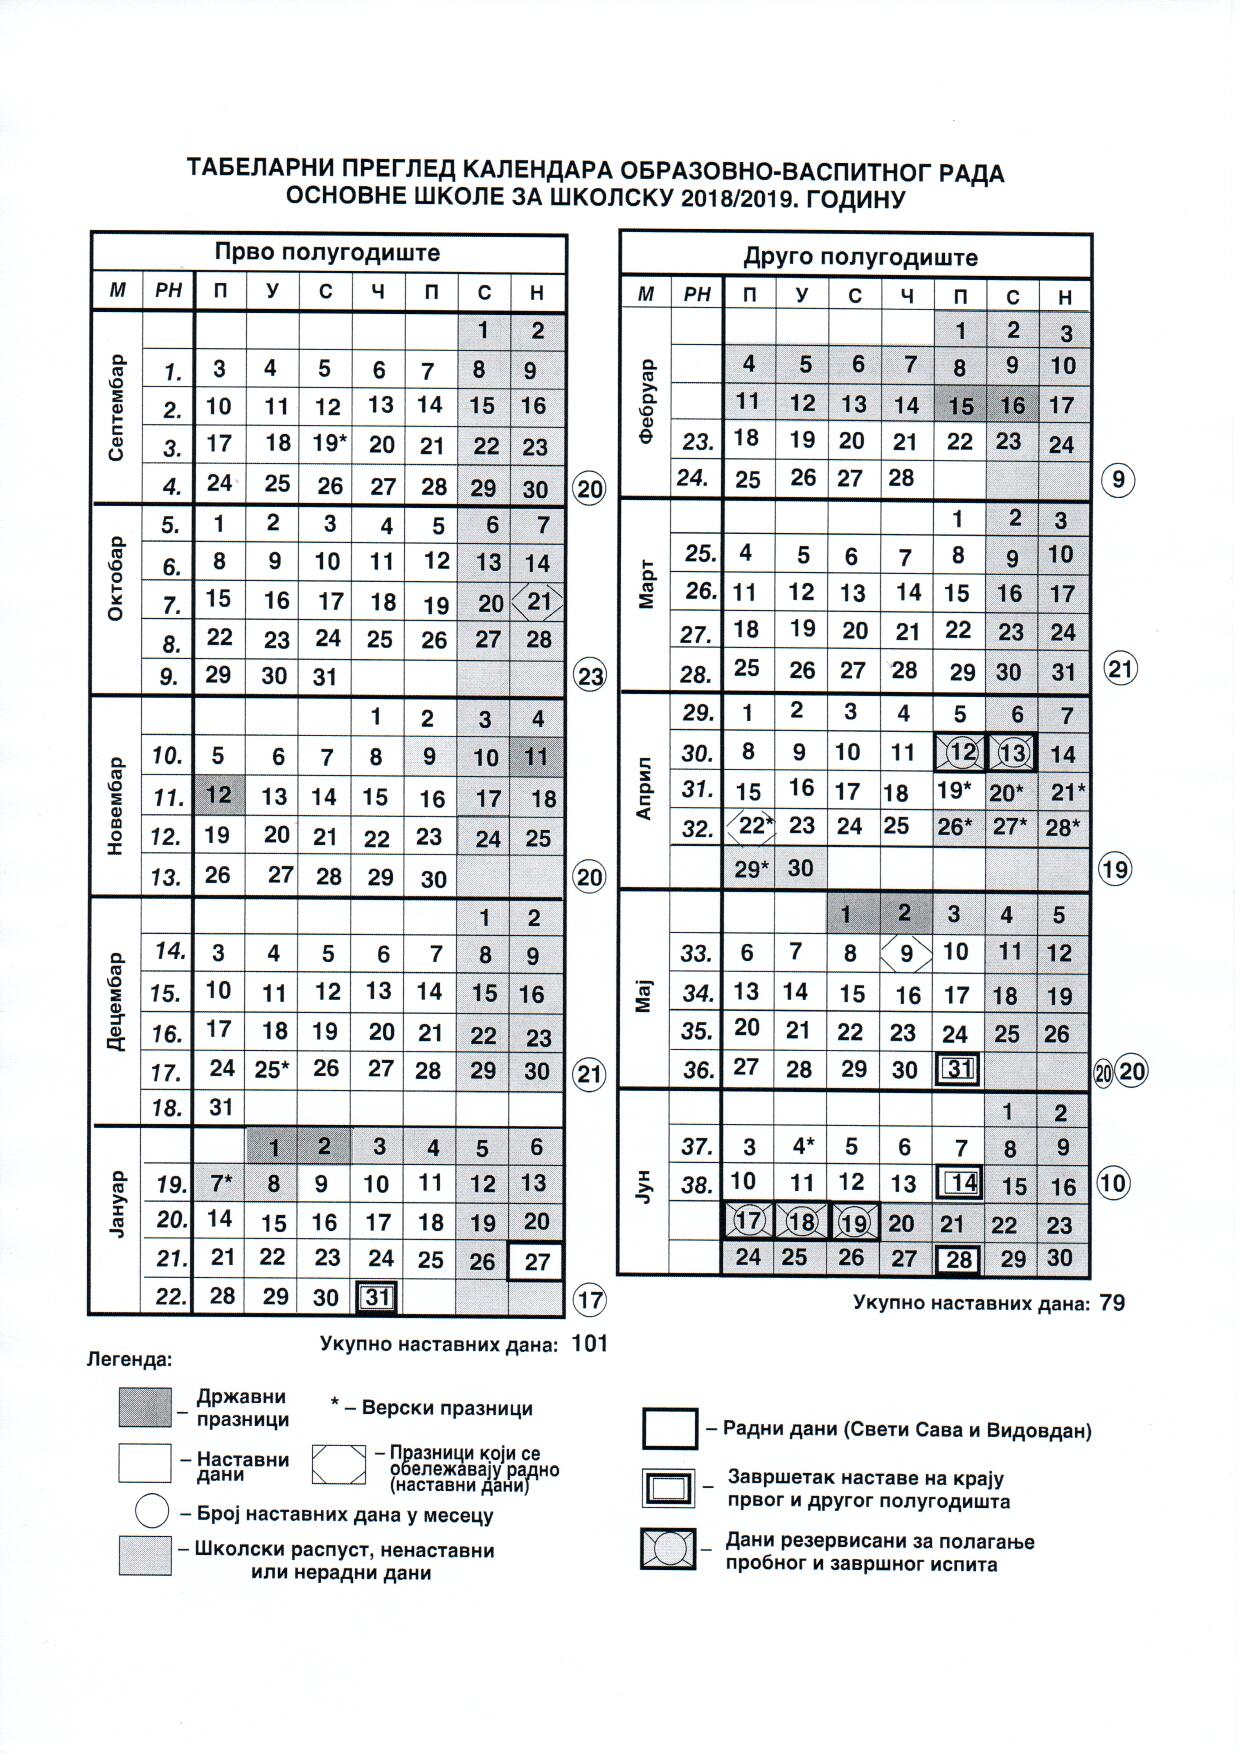 ТАБЕЛАРНИ ПРЕГЛЕД КАЛЕНДАРА ОБРАЗОВНО-ВАСПИТНОГ РАДА
ОСНОВНЕ ШКОЛЕ ЗА ШКОЛСКУ 2018/2019. ГОДИНУ
Прво полугодиште
М РН П У С Ч П С Н
Септембар
1 2
1. 3 4 5 6 7 8 9
2. 10 11 12 13 14 15 16
3. 17 18 19* 20 21 22 23
4. 24 25 26 27 28 29 30 20
Октобар
5. 1 2 3 4 5 6 7
6. 8 9 10 11 12 13 14
7. 15 16 17 18 19 20 21
8. 22 23 24 25 26 27 28
9. 29 30 31 23
Новембар
1 2 3 4
10. 5 6 7 8 9 10 11
11. 12 13 14 15 16 17 18
12. 19 20 21 22 23 24 25
13. 26 27 28 29 30 20
Децембар
1 2
14. 3 4 5 6 7 8 9
15. 10 11 12 13 14 15 16
16. 17 18 19 20 21 22 23
17. 24 25* 26 27 28 29 30 21
18. 31
Јануар
1 2 3 4 5 6
19. 7* 8 9 10 11 12 13
20. 14 15 16 17 18 19 20
21. 21 22 23 24 25 26 27
22. 28 29 30 31 17
Укупно наставних дана: 101
Друго полугодиште
М РН П У С Ч П С Н
Фебруар
1 2 3
4 5 6 7 8 9 10
11 12 13 14 15 16 17
23. 18 19 20 21 22 23 24
24. 25 26 27 28 9
Март
1 2 3
25. 4 5 6 7 8 9 10
26. 11 12 13 14 15 16 17
27. 18 19 20 21 22 23 24
28. 25 26 27 28 29 30 31 21
Април
29. 1 2 3 4 5 6 7
30. 8 9 10 11 12 13 14
31. 15 16 17 18 19* 20* 21*
32. 22* 23 24 25 26* 27* 28*
29* 30 19
Мај
1 2 3 4 5
33. 6 7 8 9 10 11 12
34. 13 14 15 16 17 18 19
35. 20 21 22 23 24 25 26
36. 27 28 29 30 31 20 20
Јун
1 2
37. 3 4* 5 6 7 8 9
38. 10 11 12 13 14 15 16 10
17 18 19 20 21 22 23
24 25 26 27 28 29 30
Укупно наставних дана: 79
Легенда:
– Државни
празници
* – Верски празници
– Наставни
дани
– Празници који се
обележавају радно
(наставни дани)
– Број наставних дана у месецу
– Школски распуст, ненаставни
или нерадни дани
– Радни дани (Свети Сава и Видовдан)
– Завршетак наставе на крају
првог и другог полугодишта
– Дани резервисани за полагање
пробног и завршног испита